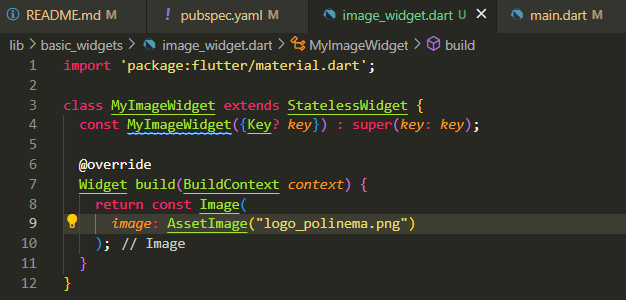 README.md pubspec.yaml image_widget.dart U main.dart
lib > basic_widgets > image_widget.dart > MyImageWidget > build
1 import 'package:flutter/material.dart';
2
3 class MyImageWidget extends StatelessWidget {
4 const MyImageWidget({Key? key}) : super(key: key);
5
6 @override
7 Widget build(BuildContext context) {
8 return const Image(
9 image: AssetImage("logo_polinema.png")
10 ); // Image
11 }
12 }